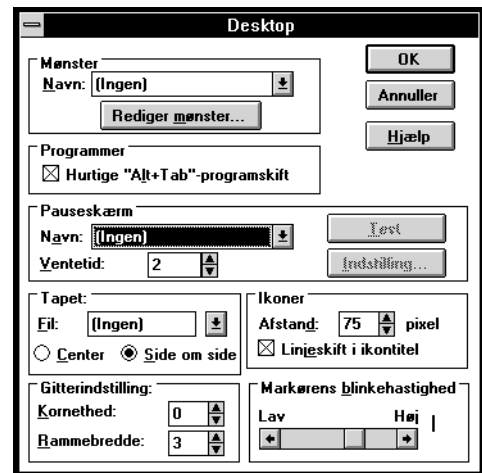 Desktop
Mønster
Navn: (Ingen)
Rediger mønster...
OK
Annuller
Hjælp
Programmer
Hurtige "Alt+Tab"-programskift
Pauseskærm
Navn: (Ingen)
Ventetid: 2
Test
Indstilling...
Tapet:
Fil: (Ingen)
Center Side om side
Ikoner
Afstand: 75 pixel
Linjeskift i ikontitel
Gitterindstilling:
Kornethed: 0
Rammebredde: 3
Markørens blinkehastighed
Lav Høj